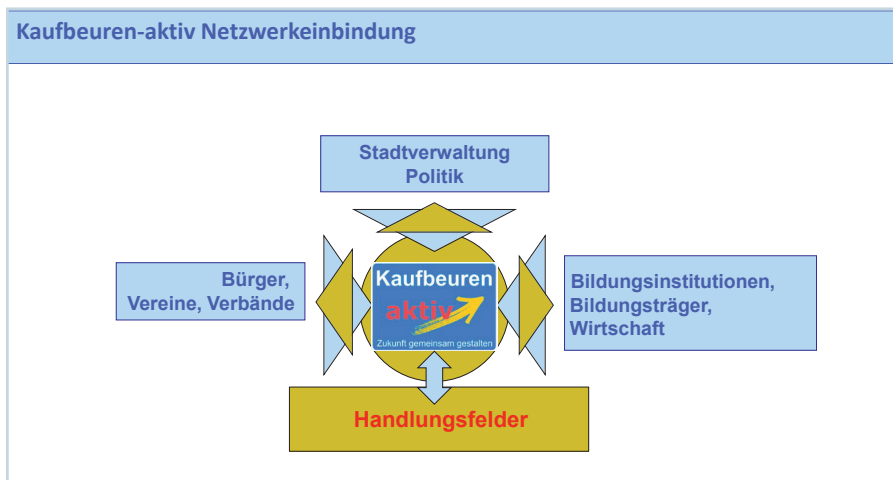 Kaufbeuren-aktiv Netzwerkeinbindung
Stadtverwaltung
Politik
Bürger,
Vereine, Verbände
Kaufbeuren
aktiv
Zukunft gemeinsam gestalten
Bildungsinstitutionen,
Bildungsträger,
Wirtschaft
Handlungsfelder